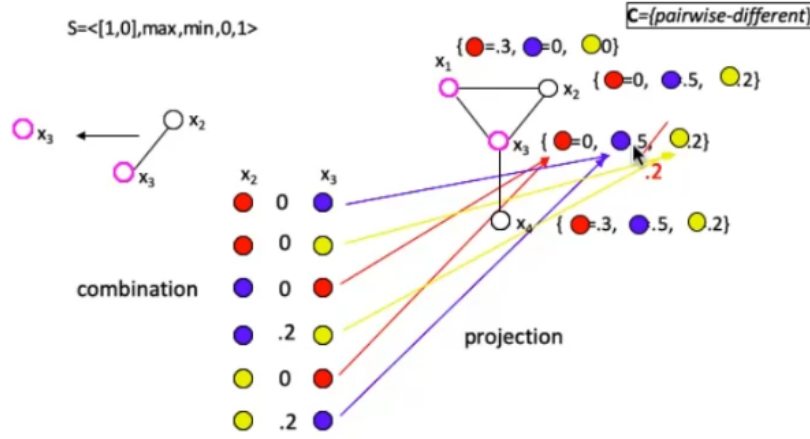 S=<[1,0],max,min,0,1>
C={pairwise-different}
{ =.3, =0, 0}
x₁
x₂ { =0, .5, .2}
x₃
x₂
x₃
x₃ { =0, 5, .2}
.2
x₂ x₃
0
0
x₄ { =.3, =.5, .2}
combination 0
.2
projection
0
.2